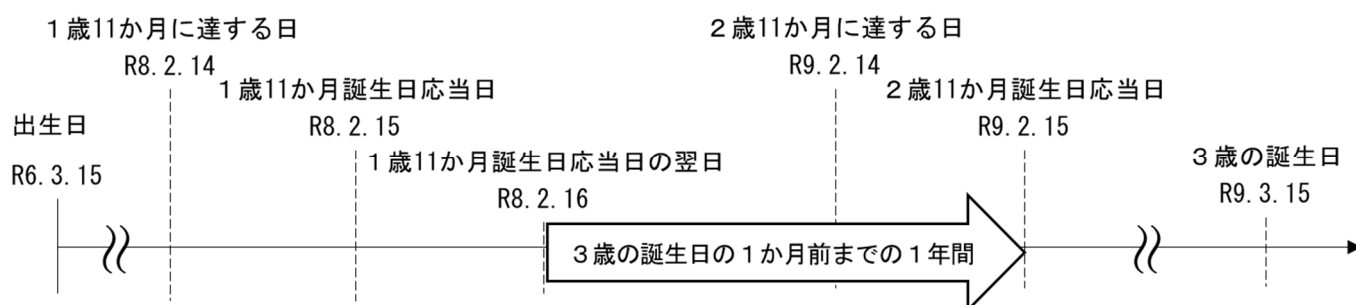 1歳11か月に達する日
R8.2.14
1歳11か月誕生日応当日
R8.2.15
出生日
R6.3.15
1歳11か月誕生日応当日の翌日
R8.2.16
2歳11か月に達する日
R9.2.14
2歳11か月誕生日応当日
R9.2.15
3歳の誕生日
R9.3.15
3歳の誕生日の1か月前までの1年間